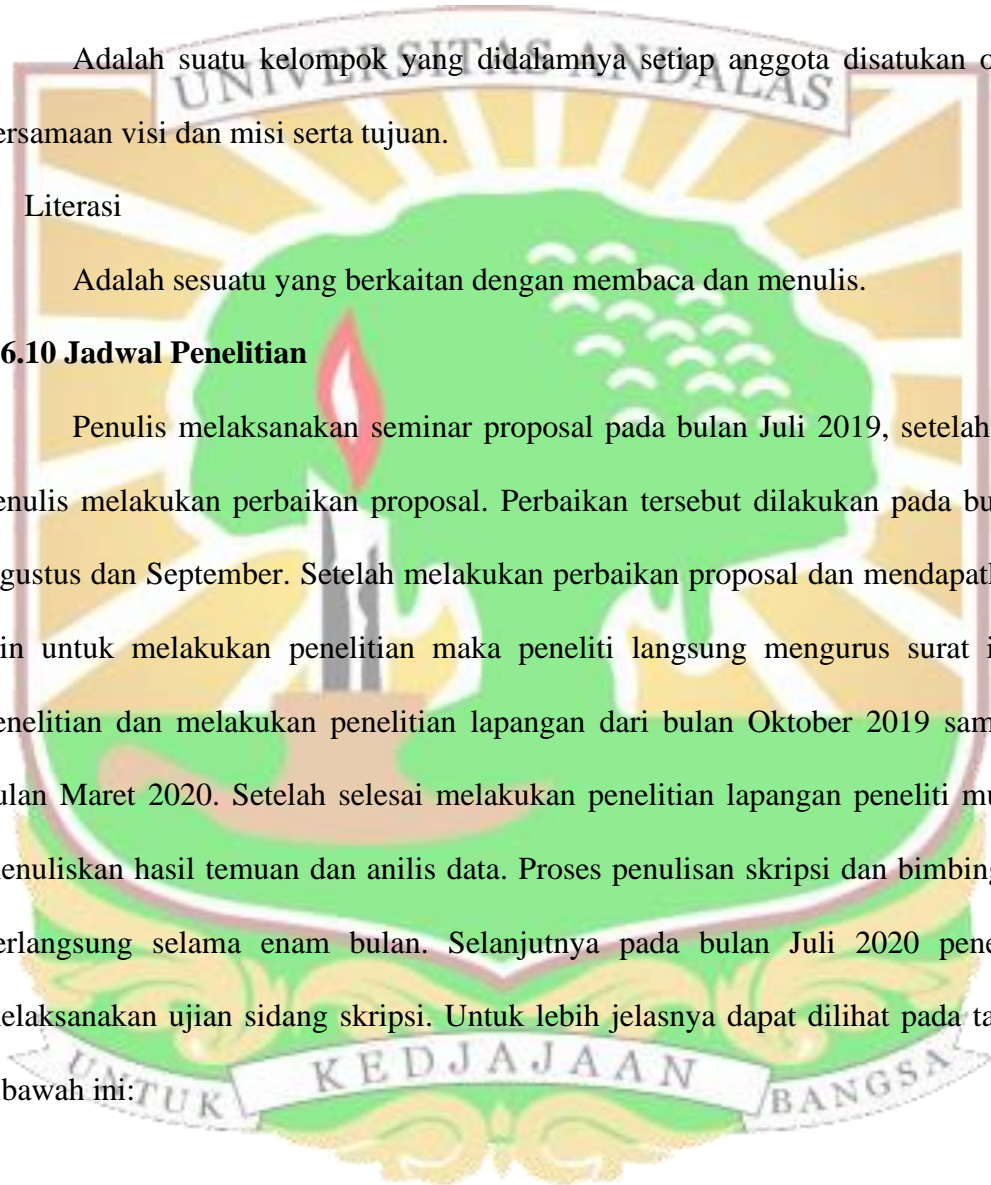 UNIVERSITAS ANDALAS
Adalah suatu kelompok yang didalamnya setiap anggota disatukan o
ersamaan visi dan misi serta tujuan.
Literasi
Adalah sesuatu yang berkaitan dengan membaca dan menulis.
6.10 Jadwal Penelitian
Penulis melaksanakan seminar proposal pada bulan Juli 2019, setelah
enulis melakukan perbaikan proposal. Perbaikan tersebut dilakukan pada bu
gustus dan September. Setelah melakukan perbaikan proposal dan mendapatk
in untuk melakukan penelitian maka peneliti langsung mengurus surat i
enelitian dan melakukan penelitian lapangan dari bulan Oktober 2019 sam
ulan Maret 2020. Setelah selesai melakukan penelitian lapangan peneliti mu
enuliskan hasil temuan dan anilis data. Proses penulisan skripsi dan bimbing
erlangsung selama enam bulan. Selanjutnya pada bulan Juli 2020 pene
elaksanakan ujian sidang skripsi. Untuk lebih jelasnya dapat dilihat pada ta
ibawah ini:
UNTUK KEDJAJAAN BANGSA